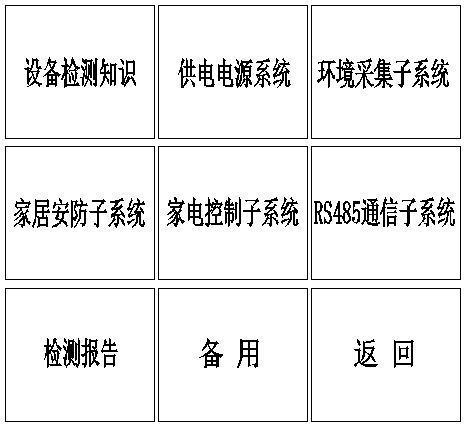 设备检测知识
供电电源系统
环境采集子系统
家居安防子系统
家电控制子系统
RS485通信子系统
检测报告
备 用
返 回